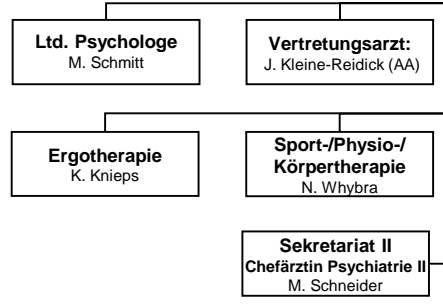 Ltd. Psychologe
M. Schmitt
Vertretungsarzt:
J. Kleine-Reidick (AA)
Ergotherapie
K. Knieps
Sport-/Physio-/
Körpertherapie
N. Whybra
Sekretariat II
Chefärztin Psychiatrie II
M. Schneider